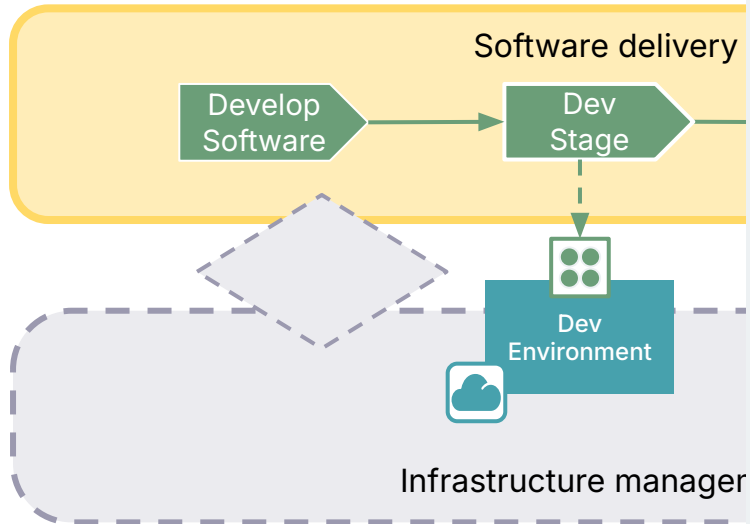 Software delivery
Develop
Software
Dev
Stage
Dev
Environment
Infrastructure manager